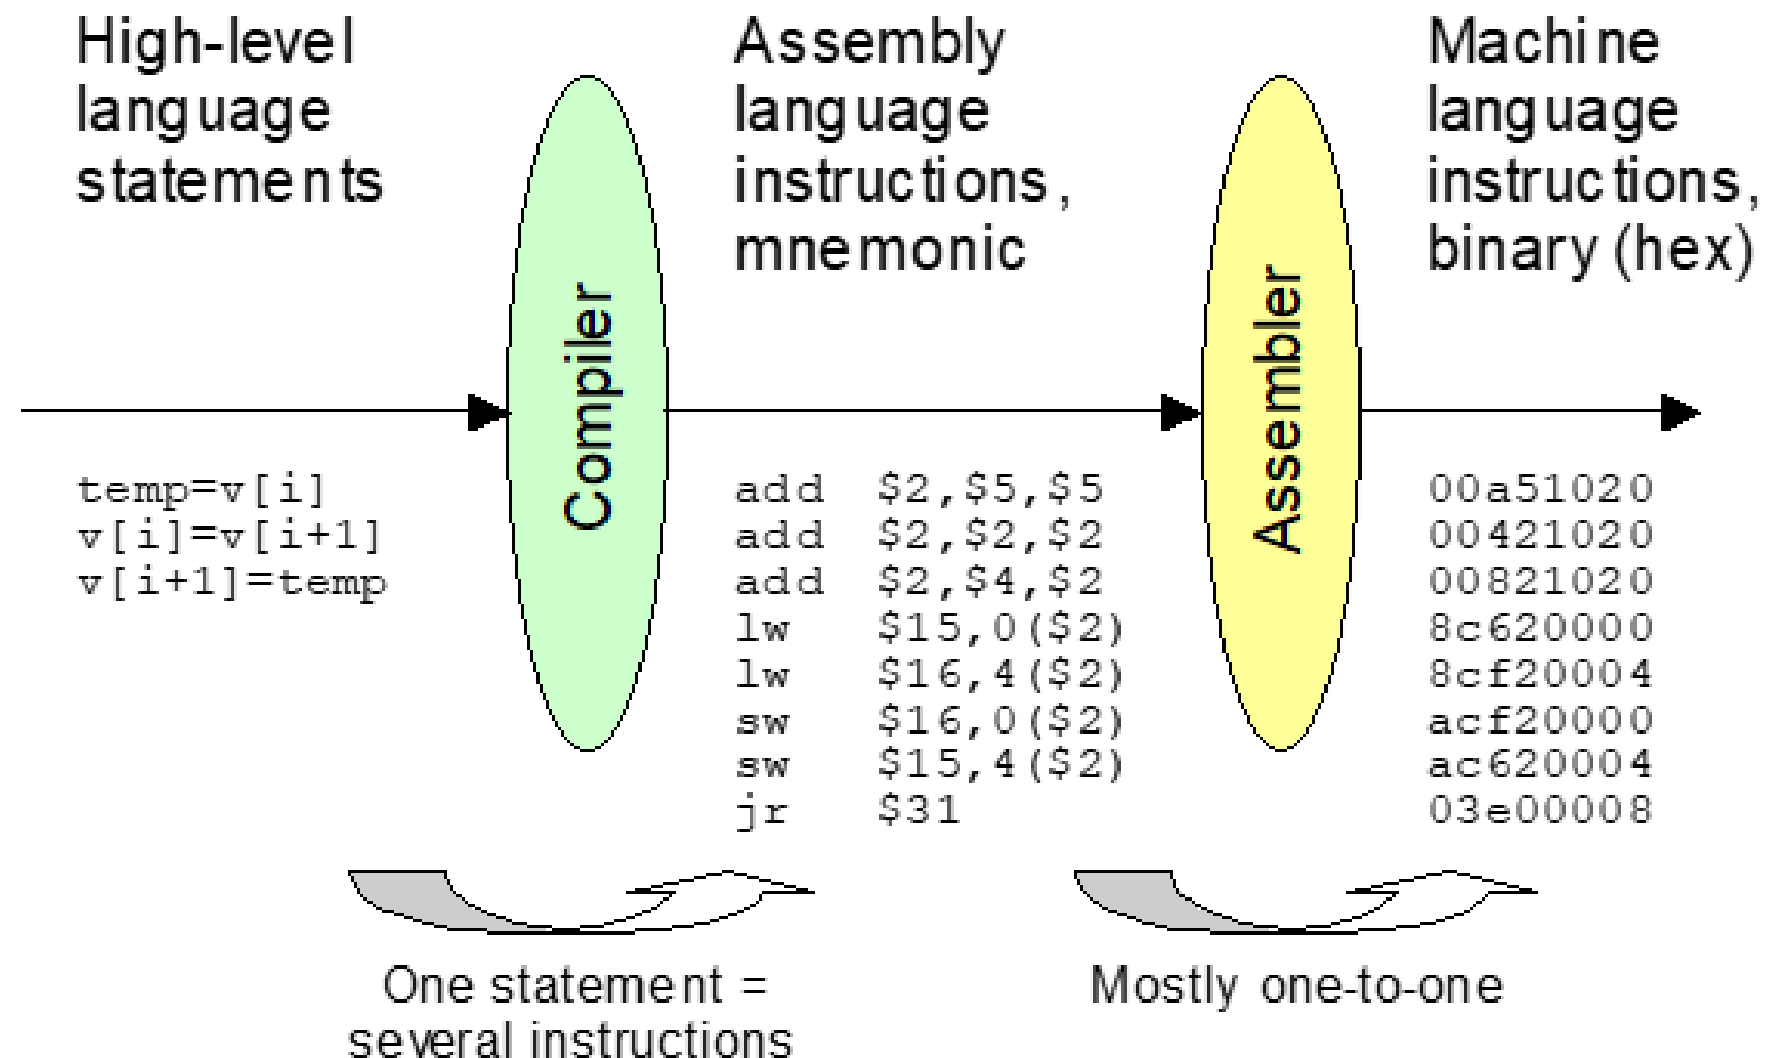 High-level
language
statements
Compiler
temp=v[i]
v[i]=v[i+1]
v[i+1]=temp
Assembly
language
instructions,
mnemonic
add $2,$5,$5
add $2,$2,$2
add $2,$4,$2
lw $15,0($2)
lw $16,4($2)
sw $16,0($2)
sw $15,4($2)
jr $31
Assembler
Machine
language
instructions,
binary (hex)
00a51020
00421020
00821020
8c620000
8cf20004
acf20000
ac620004
03e00008
One statement =
several instructions
Mostly one-to-one